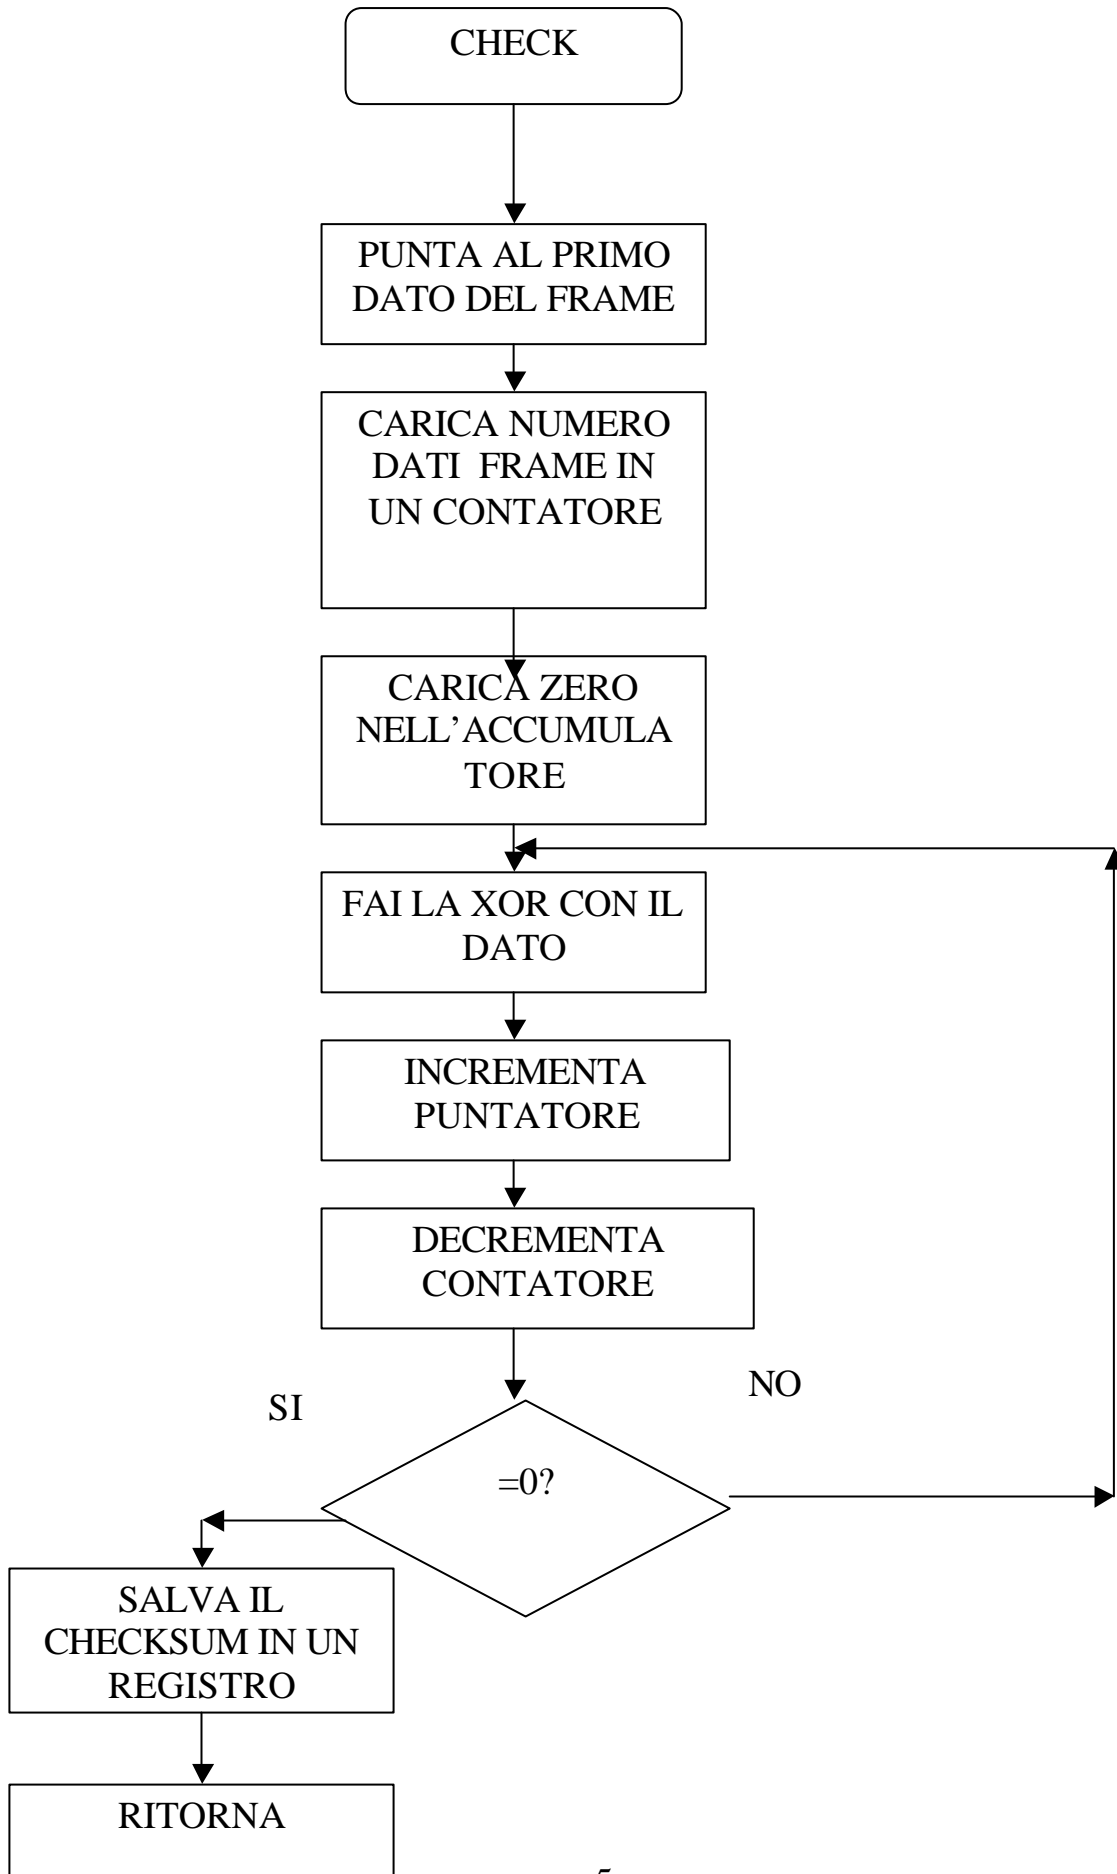 CHECK
PUNTA AL PRIMO
DATO DEL FRAME
CARICA NUMERO
DATI  FRAME IN
UN CONTATORE
CARICA ZERO
NELL'ACCUMULA
TORE
FAI LA XOR CON IL
DATO
INCREMENTA
PUNTATORE
DECREMENTA
CONTATORE
NO
SI
=0?
SALVA IL
CHECKSUM IN UN
REGISTRO
RITORNA
5